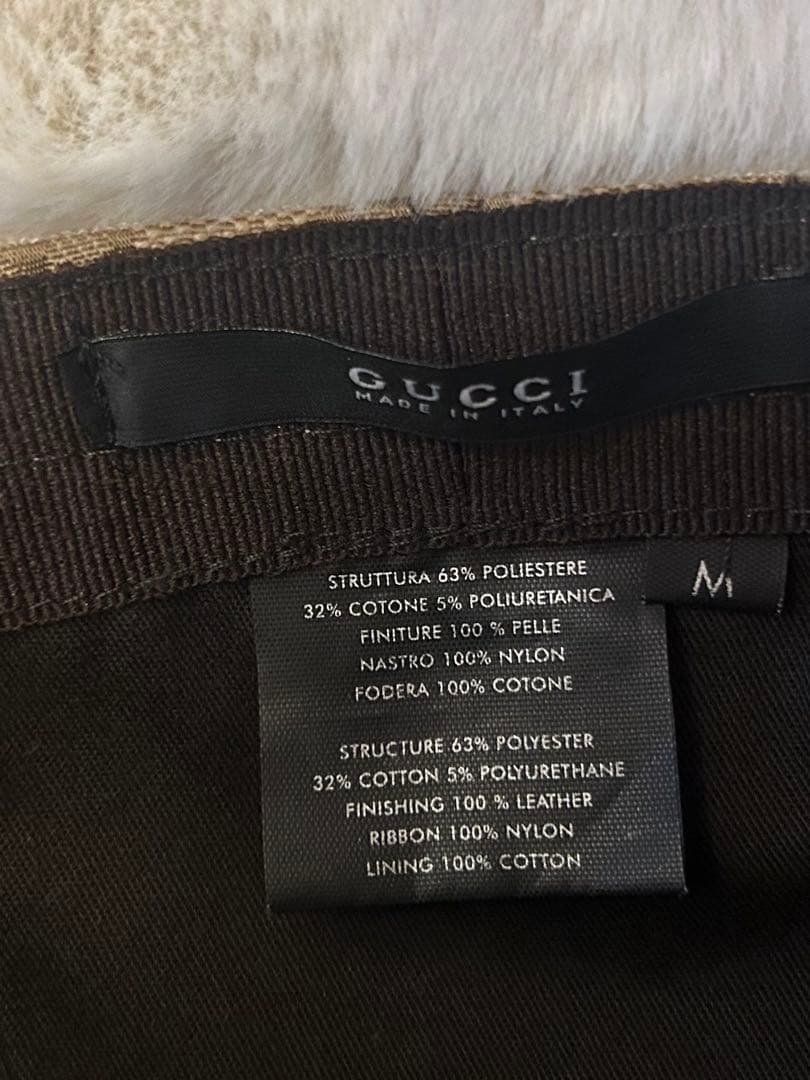 GUCCI
MADE IN ITALY
M
STRUTTURA 63% POLIESTERE
32% COTONE 5% POLIURETANICA
FINITURE 100 % PELLE
NASTRO 100% NYLON
FODERA 100% COTONE
STRUCTURE 63% POLYESTER
32% COTTON 5% POLYURETHANE
FINISHING 100 % LEATHER
RIBBON 100% NYLON
LINING 100% COTTON